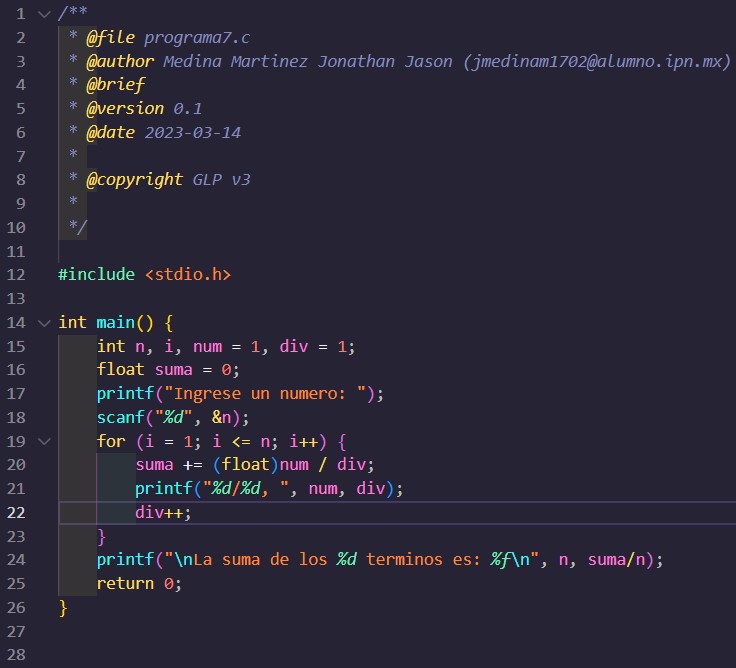 1 /**
2 * @file programa7.c
3 * @author Medina Martinez Jonathan Jason (jmedinam1702@alumno.ipn.mx)
4 * @brief
5 * @version 0.1
6 * @date 2023-03-14
7 *
8 * @copyright GLP v3
9 *
10 */
11
12 #include <stdio.h>
13
14 int main() {
15 int n, i, num = 1, div = 1;
16 float suma = 0;
17 printf("Ingrese un numero: ");
18 scanf("%d", &n);
19 for (i = 1; i <= n; i++) {
20 suma += (float)num / div;
21 printf("%d/%d, ", num, div);
22 div++;
23 }
24 printf("\nLa suma de los %d terminos es: %f\n", n, suma/n);
25 return 0;
26 }
27
28